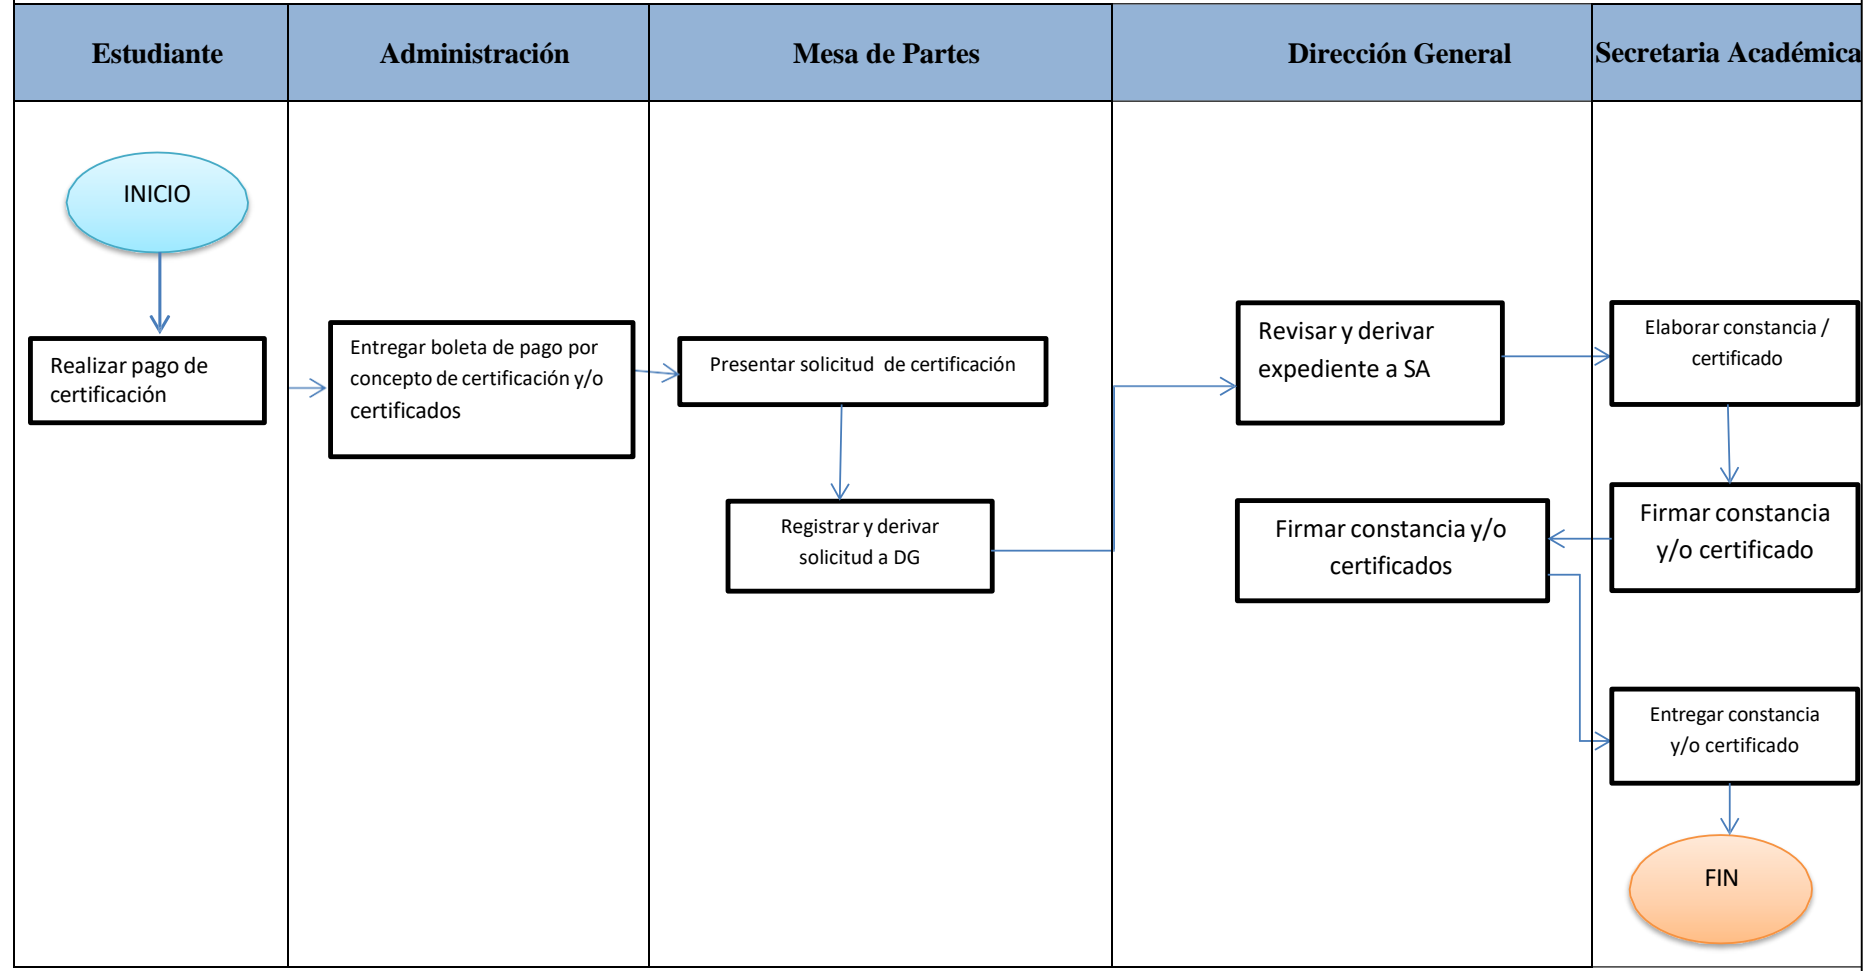 Estudiante
Administración
Mesa de Partes
Dirección General
Secretaria Académica
INICIO
Realizar pago de
certificación
Entregar boleta de pago por
concepto de certificación y/o
certificados
Presentar solicitud de certificación
Registrar y derivar
solicitud a DG
Revisar y derivar
expediente a SA
Elaborar constancia /
certificado
Firmar constancia
y/o certificado
Firmar constancia y/o
certificados
Entregar constancia
y/o certificado
FIN